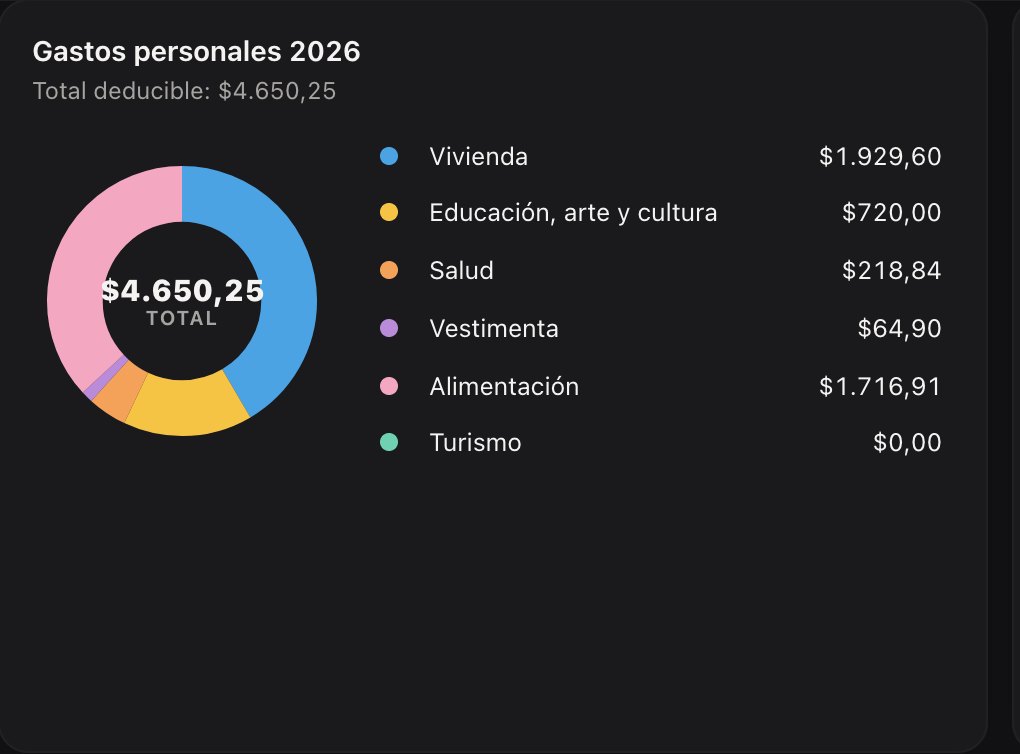 Gastos personales 2026
Total deducible: $4.650,25
$4.650,25
TOTAL
Vivienda $1.929,60
Educación, arte y cultura $720,00
Salud $218,84
Vestimenta $64,90
Alimentación $1.716,91
Turismo $0,00